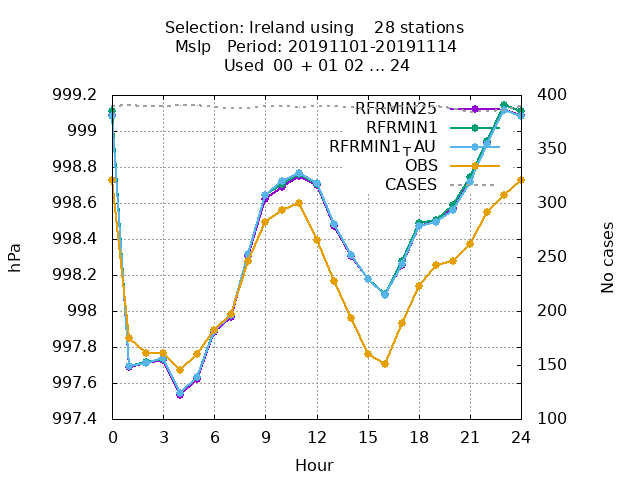 Selection: Ireland using    28 stations
Mslp   Period: 20191101-20191114
Used  00 + 01 02 ... 24
999.2
999
998.8
998.6
998.4
998.2
998
997.8
997.6
997.4
hPa
RFRMIN25
RFRMIN1
RFRMIN1┬AU
OBS
CASES
400
350
300
250
200
150
100
No cases
0 3 6 9 12 15 18 21 24
Hour